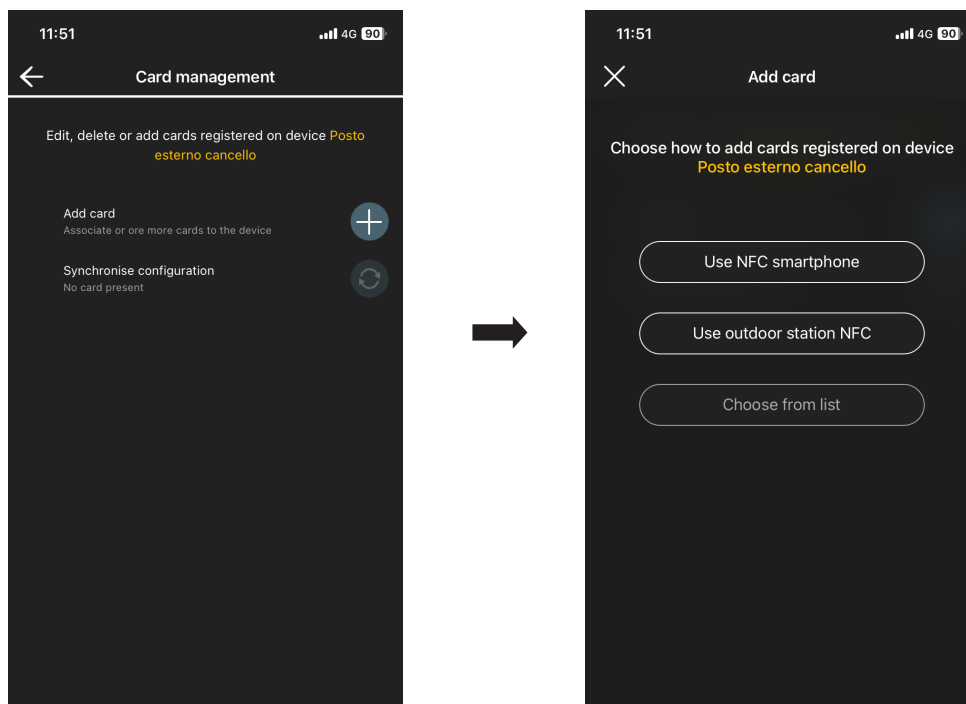 11:51
4G 90
Card management
Edit, delete or add cards registered on device Posto
esterno cancello
Add card
Associate or ore more cards to the device
Synchronise configuration
No card present
11:51
4G 90
Add card
Choose how to add cards registered on device
Posto esterno cancello
Use NFC smartphone
Use outdoor station NFC
Choose from list